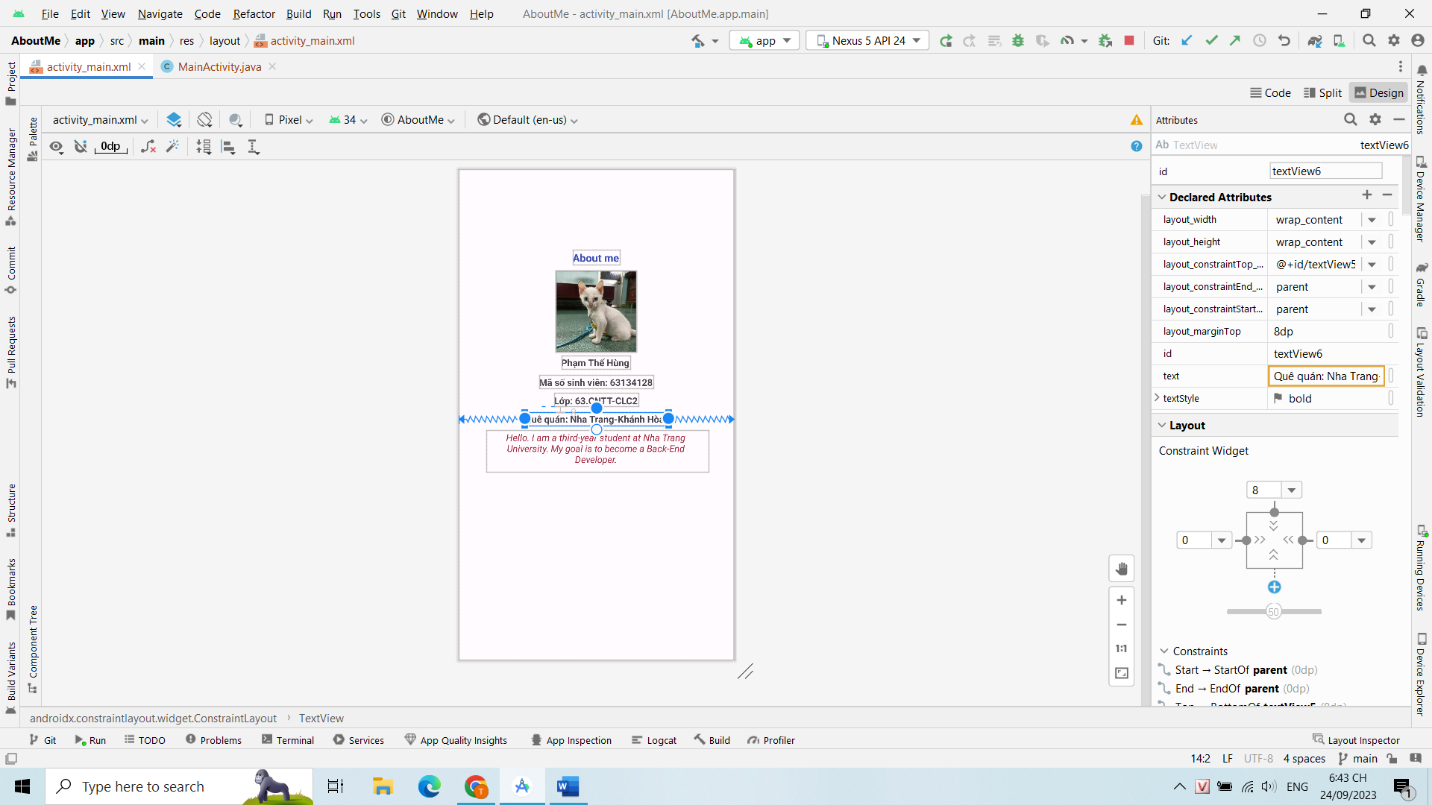 File Edit View Navigate Code Refactor Build Run Tools Git Window Help AboutMe - activity_main.xml [AboutMe.app.main]
AboutMe app src main res layout activity_main.xml app Nexus 5 API 24 Git:
activity_main.xml MainActivity.java
Code Split Design
activity_main.xml Pixel 34 AboutMe Default (en-us)
0dp
Project
Resource Manager
Commit
Pull Requests
Structure
Bookmarks
Build Variants
Palette
Component Tree
About me
Phạm Thế Hùng
Mã số sinh viên: 63134128
Lớp: 63.CNTT-CLC2
uê quán: Nha Trang-Khánh Hòa
Hello. I am a third-year student at Nha Trang
University. My goal is to become a Back-End
Developer.
1:1
Attributes
Ab TextView textView6
id textView6
Declared Attributes
layout_width wrap_content
layout_height wrap_content
layout_constraintTop_... @+id/textView5
layout_constraintEnd_... parent
layout_constraintStart... parent
layout_marginTop 8dp
id textView6
text Quê quán: Nha Trang-
textStyle bold
Layout
Constraint Widget
8
0 0
50
Constraints
Start → StartOf parent (0dp)
End → EndOf parent (0dp)
Top → BottomOf textView5 (8dp)
Notifications
Device Manager
Gradle
Layout Validation
Running Devices
Device Explorer
androidx.constraintlayout.widget.ConstraintLayout TextView
Git Run TODO Problems Terminal Services App Quality Insights App Inspection Logcat Build Profiler Layout Inspector
14:2 LF UTF-8 4 spaces main
Type here to search
ENG
6:43 CH
24/09/2023
1